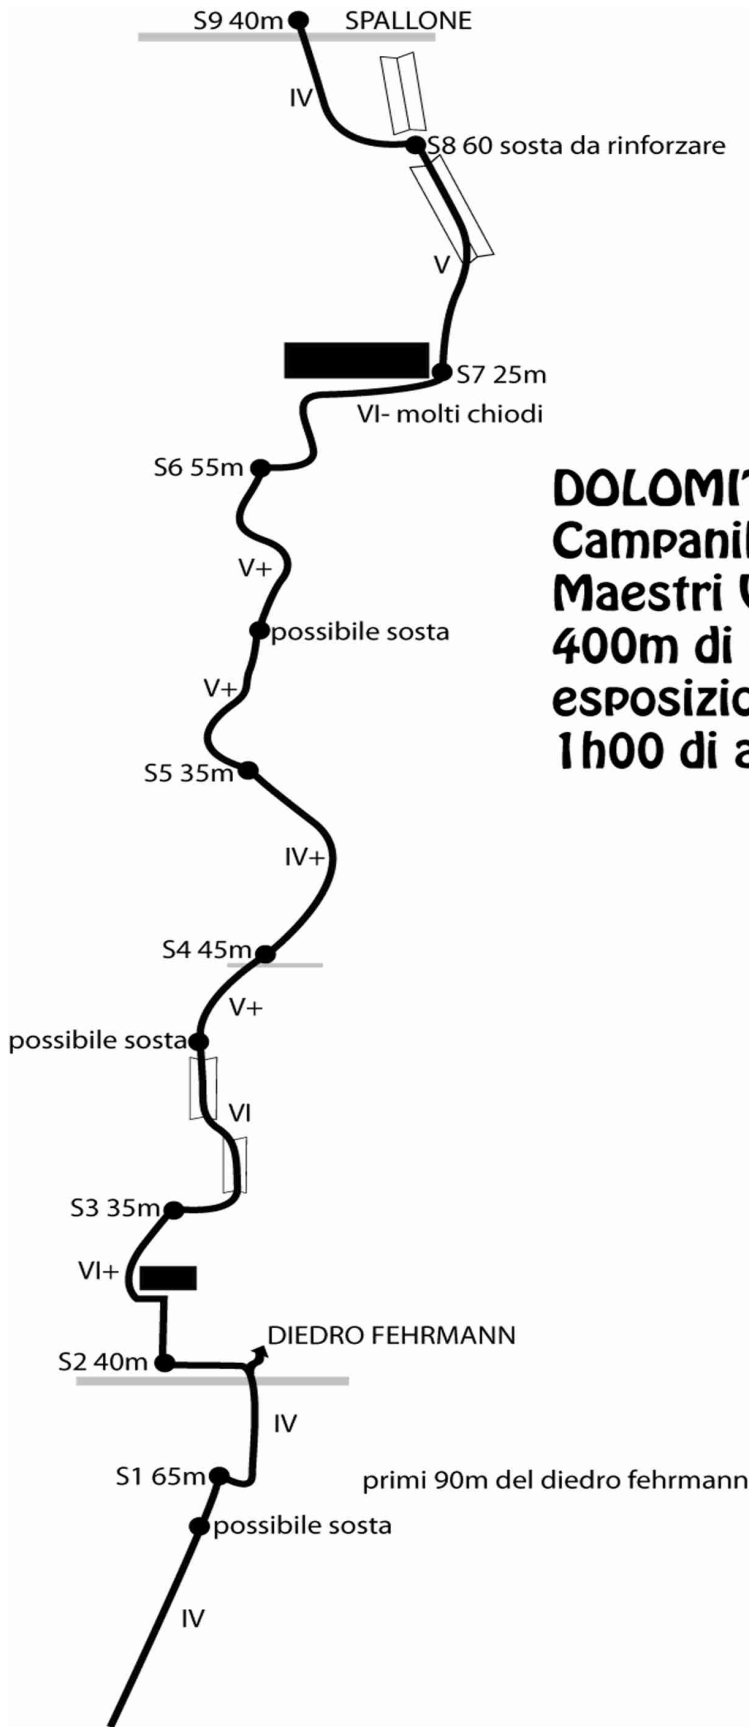 S9 40m
SPALLONE
IV
S8 60 sosta da rinforzare
V
S7 25m
VI- molti chiodi
S6 55m
DOLOMIT
Campanil
V+
Maestri
possibile sosta
400m di
V+
esposizio
1h00 di a
S5 35m
IV+
S4 45m
V+
possibile sosta
VI
S3 35m
VI+
DIEDRO FEHRMANN
S2 40m
IV
S1 65m
primi 90m del diedro fehrmann
possibile sosta
IV